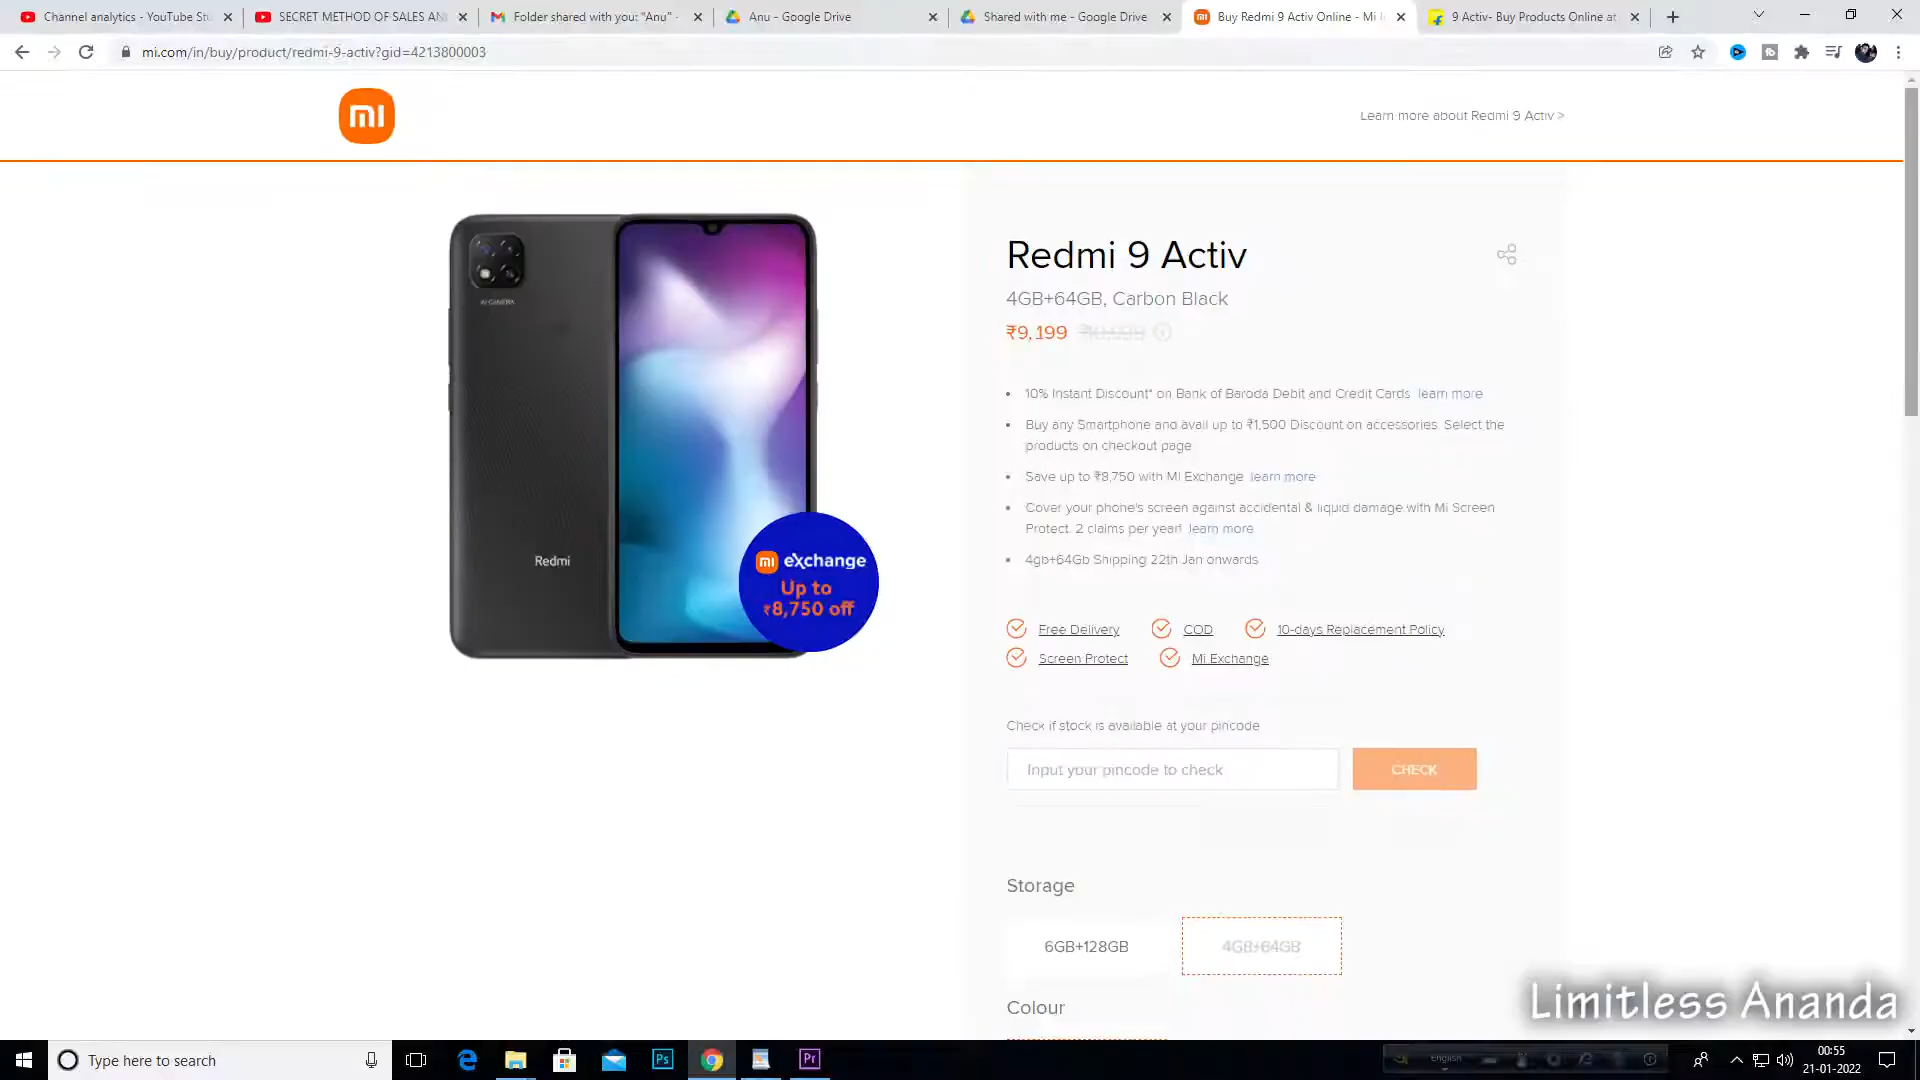 Channel analytics - YouTube Stu
SECRET METHOD OF SALES AN
Folder shared with you: "Anu" -
Anu - Google Drive
Shared with me - Google Drive
Buy Redmi 9 Activ Online - Mi I
9 Activ- Buy Products Online at
mi.com/in/buy/product/redmi-9-activ?gid=4213800003
mi
Learn more about Redmi 9 Activ >
AI CAMERA
Redmi
mi exchange
Up to
₹8,750 off
Redmi 9 Activ
4GB+64GB, Carbon Black
₹9,199 ₹10,999
• 10% Instant Discount* on Bank of Baroda Debit and Credit Cards learn more
• Buy any Smartphone and avail up to ₹1,500 Discount on accessories. Select the
products on checkout page
• Save up to ₹8,750 with MI Exchange learn more
• Cover your phone's screen against accidental & liquid damage with Mi Screen
Protect. 2 claims per year! learn more
• 4gb+64Gb Shipping 22th Jan onwards
Free Delivery COD 10-days Replacement Policy
Screen Protect Mi Exchange
Check if stock is available at your pincode
Input your pincode to check CHECK
Storage
6GB+128GB 4GB+64GB
Colour
Limitless Ananda
Type here to search
Ps
Pr
English
00:55
21-01-2022